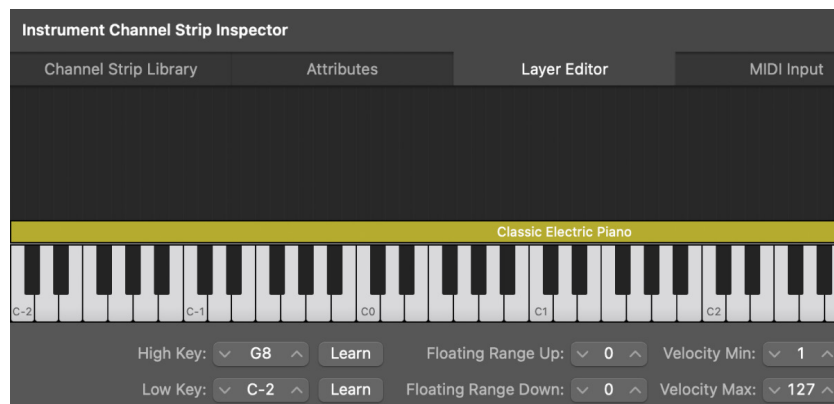 Instrument Channel Strip Inspector
Channel Strip Library Attributes Layer Editor MIDI Input
Classic Electric Piano
C-2 C-1 C0 C1 C2
High Key: G8 Learn Floating Range Up: 0 Velocity Min: 1
Low Key: C-2 Learn Floating Range Down: 0 Velocity Max: 127